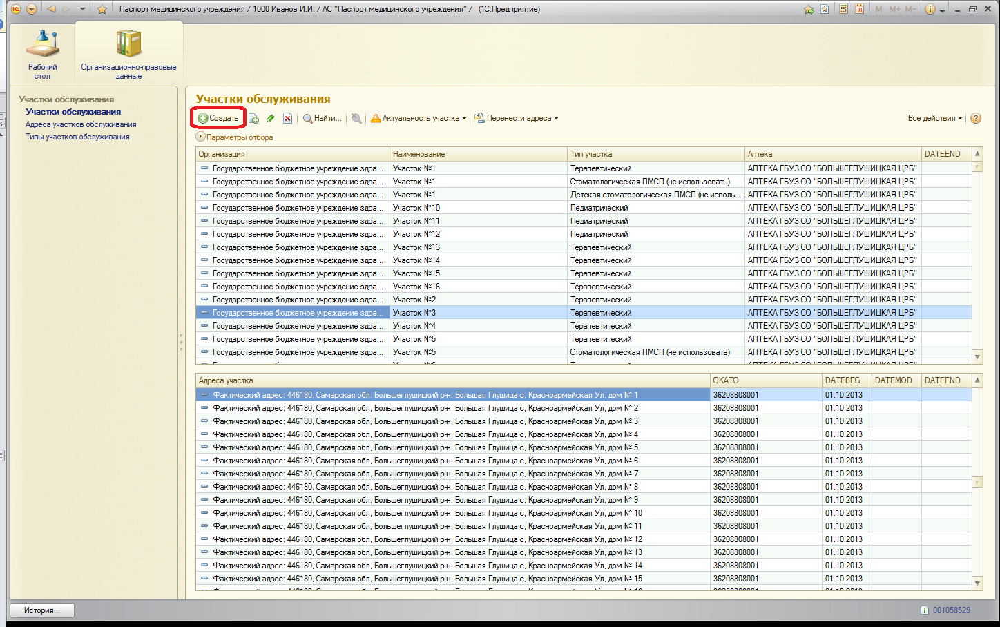 Паспорт медицинского учреждения / 1000 Иванов И.И. / АС "Паспорт медицинского учреждения" / (1С:Предприятие)
M M+ M-
Рабочий стол
Организационно-правовые данные
Участки обслуживания
Участки обслуживания
Адреса участков обслуживания
Типы участков обслуживания
Участки обслуживания
Создать Найти... Актуальность участка Перенести адреса Все действия
Параметры отбора
Организация Наименование Тип участка Аптека DATEEND
Государственное бюджетное учреждение здра... Участок №1 Терапевтический АПТЕКА ГБУЗ СО "БОЛЬШЕГЛУШИЦКАЯ ЦРБ"
Государственное бюджетное учреждение здра... Участок №1 Стоматологическая ПМСП (не использовать) АПТЕКА ГБУЗ СО "БОЛЬШЕГЛУШИЦКАЯ ЦРБ"
Государственное бюджетное учреждение здра... Участок №1 Детская стоматологическая ПМСП (не исполь... АПТЕКА ГБУЗ СО "БОЛЬШЕГЛУШИЦКАЯ ЦРБ"
Государственное бюджетное учреждение здра... Участок №10 Педиатрический АПТЕКА ГБУЗ СО "БОЛЬШЕГЛУШИЦКАЯ ЦРБ"
Государственное бюджетное учреждение здра... Участок №11 Педиатрический АПТЕКА ГБУЗ СО "БОЛЬШЕГЛУШИЦКАЯ ЦРБ"
Государственное бюджетное учреждение здра... Участок №12 Педиатрический АПТЕКА ГБУЗ СО "БОЛЬШЕГЛУШИЦКАЯ ЦРБ"
Государственное бюджетное учреждение здра... Участок №13 Терапевтический АПТЕКА ГБУЗ СО "БОЛЬШЕГЛУШИЦКАЯ ЦРБ"
Государственное бюджетное учреждение здра... Участок №14 Терапевтический АПТЕКА ГБУЗ СО "БОЛЬШЕГЛУШИЦКАЯ ЦРБ"
Государственное бюджетное учреждение здра... Участок №15 Терапевтический АПТЕКА ГБУЗ СО "БОЛЬШЕГЛУШИЦКАЯ ЦРБ"
Государственное бюджетное учреждение здра... Участок №16 Терапевтический АПТЕКА ГБУЗ СО "БОЛЬШЕГЛУШИЦКАЯ ЦРБ"
Государственное бюджетное учреждение здра... Участок №2 Терапевтический АПТЕКА ГБУЗ СО "БОЛЬШЕГЛУШИЦКАЯ ЦРБ"
Государственное бюджетное учреждение здра... Участок №3 Терапевтический АПТЕКА ГБУЗ СО "БОЛЬШЕГЛУШИЦКАЯ ЦРБ"
Государственное бюджетное учреждение здра... Участок №4 Терапевтический АПТЕКА ГБУЗ СО "БОЛЬШЕГЛУШИЦКАЯ ЦРБ"
Государственное бюджетное учреждение здра... Участок №5 Терапевтический АПТЕКА ГБУЗ СО "БОЛЬШЕГЛУШИЦКАЯ ЦРБ"
Государственное бюджетное учреждение здра... Участок №5 Стоматологическая ПМСП (не использовать) АПТЕКА ГБУЗ СО "БОЛЬШЕГЛУШИЦКАЯ ЦРБ"
Адреса участка ОКАТО DATEBEG DATEMOD DATEEND
Фактический адрес: 446180, Самарская обл, Большеглушицкий р-н, Большая Глушица с, Красноармейская Ул, дом № 1 36208808001 01.10.2013
Фактический адрес: 446180, Самарская обл, Большеглушицкий р-н, Большая Глушица с, Красноармейская Ул, дом № 2 36208808001 01.10.2013
Фактический адрес: 446180, Самарская обл, Большеглушицкий р-н, Большая Глушица с, Красноармейская Ул, дом № 3 36208808001 01.10.2013
Фактический адрес: 446180, Самарская обл, Большеглушицкий р-н, Большая Глушица с, Красноармейская Ул, дом № 4 36208808001 01.10.2013
Фактический адрес: 446180, Самарская обл, Большеглушицкий р-н, Большая Глушица с, Красноармейская Ул, дом № 5 36208808001 01.10.2013
Фактический адрес: 446180, Самарская обл, Большеглушицкий р-н, Большая Глушица с, Красноармейская Ул, дом № 6 36208808001 01.10.2013
Фактический адрес: 446180, Самарская обл, Большеглушицкий р-н, Большая Глушица с, Красноармейская Ул, дом № 7 36208808001 01.10.2013
Фактический адрес: 446180, Самарская обл, Большеглушицкий р-н, Большая Глушица с, Красноармейская Ул, дом № 8 36208808001 01.10.2013
Фактический адрес: 446180, Самарская обл, Большеглушицкий р-н, Большая Глушица с, Красноармейская Ул, дом № 9 36208808001 01.10.2013
Фактический адрес: 446180, Самарская обл, Большеглушицкий р-н, Большая Глушица с, Красноармейская Ул, дом № 10 36208808001 01.10.2013
Фактический адрес: 446180, Самарская обл, Большеглушицкий р-н, Большая Глушица с, Красноармейская Ул, дом № 11 36208808001 01.10.2013
Фактический адрес: 446180, Самарская обл, Большеглушицкий р-н, Большая Глушица с, Красноармейская Ул, дом № 12 36208808001 01.10.2013
Фактический адрес: 446180, Самарская обл, Большеглушицкий р-н, Большая Глушица с, Красноармейская Ул, дом № 13 36208808001 01.10.2013
Фактический адрес: 446180, Самарская обл, Большеглушицкий р-н, Большая Глушица с, Красноармейская Ул, дом № 14 36208808001 01.10.2013
Фактический адрес: 446180, Самарская обл, Большеглушицкий р-н, Большая Глушица с, Красноармейская Ул, дом № 15 36208808001 01.10.2013
История... 001058529